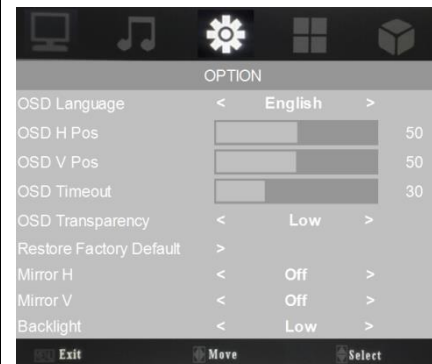 OPTION
OSD Language < English >
OSD H Pos 50
OSD V Pos 50
OSD Timeout 30
OSD Transparency < Low >
Restore Factory Default >
Mirror H < Off >
Mirror V < Off >
Backlight < Low >
Exit Move Select